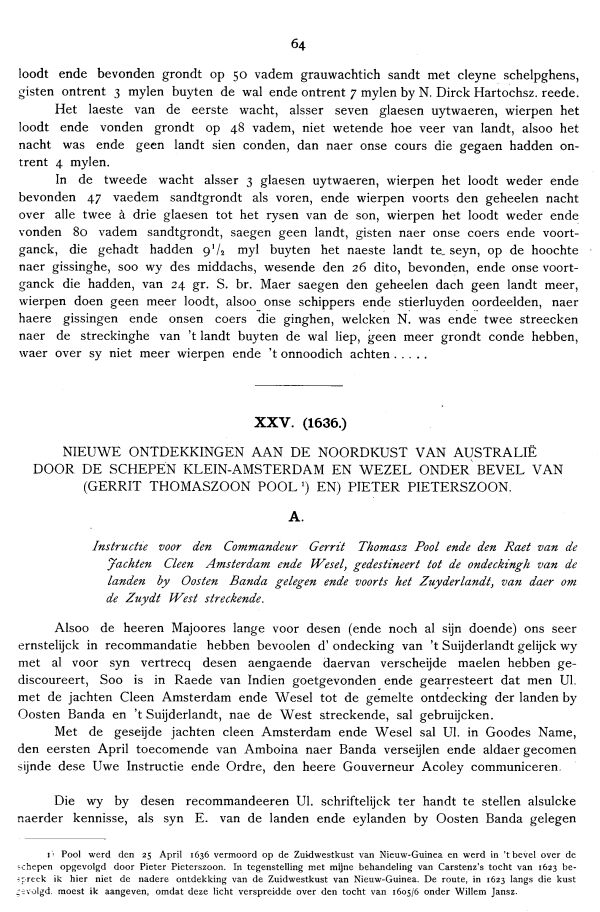 64
loodt ende bevonden grondt op 50 vadem grauwachtich sandt met cleyne schelpghens,
gisten ontrent 3 mylen buyten de wal ende ontrent 7 mylen by N. Dirck Hartochsz. reede.
Het laeste van de eerste wacht, alsser seven glaesen uytwaeren, wierpen het
loodt ende vonden grondt op 48 vadem, niet wetende hoe veer van landt, alsoo het
nacht was ende geen landt sien conden, dan naer onse cours die gegaen hadden on-
trent 4 mylen.
In de tweede wacht alsser 3 glaesen uytwaeren, wierpen het loodt weder ende
bevonden 47 vaedem sandtgrondt als voren, ende wierpen voorts den geheelen nacht
over alle twee à drie glaesen tot het rysen van de son, wierpen het loodt weder ende
vonden 80 vadem sandtgrondt, saegen geen landt, gisten naer onse coers ende voort-
ganck, die gehadt hadden 9 1/2 myl buyten het naeste landt te seyn, op de hoochte
naer gissinghe, soo wy des middachs, wesende den 26 dito, bevonden, ende onse voort-
ganck die hadden, van 24 gr. S. br. Maer saegen den geheelen dach geen landt meer,
wierpen doen geen meer loodt, alsoo onse schippers ende stierluyden oordeelden, naer
haere gissingen ende onsen coers die ginghen, welcken N. was ende twee streecken
naer de streckinghe van 't landt buyten de wal liep, geen meer grondt conde hebben,
waer over sy niet meer wierpen ende 't onnoodich achten . . . . .
XXV. (1636.)
NIEUWE ONTDEKKINGEN AAN DE NOORDKUST VAN AUSTRALIË
DOOR DE SCHEPEN KLEIN-AMSTERDAM EN WEZEL ONDER BEVEL VAN
(GERRIT THOMASZOON POOL 1) EN) PIETER PIETERSZOON.
A.
Instructie voor den Commandeur Gerrit Thomasz Pool ende den Raet van de
Jachten Cleen Amsterdam ende Wesel, gedestineert tot de ondeckingh van de
landen by Oosten Banda gelegen ende voorts het Zuyderlandt, van daer om
de Zuydt West streckende.
Alsoo de heeren Majoores lange voor desen (ende noch al sijn doende) ons seer
ernstelijck in recommandatie hebben bevoolen d' ondecking van 't Suijderlandt gelijck wy
met al voor syn vertrecq desen aengaende daervan verscheijde maelen hebben ge-
discoureert, Soo is in Raede van Indien goetgevonden ende gearresteert dat men Ul.
met de jachten Cleen Amsterdam ende Wesel tot de gemelte ontdecking der landen by
Oosten Banda en 't Suijderlandt, nae de West streckende, sal gebruijcken.
Met de geseijde jachten cleen Amsterdam ende Wesel sal Ul. in Goodes Name,
den eersten April toecomende van Amboina naer Banda verseijlen ende aldaer gecomen
sijnde dese Uwe Instructie ende Ordre, den heere Gouverneur Acoley communiceren.
Die wy by desen recommandeeren Ul. schriftelijck ter handt te stellen alsulcke
naerder kennisse, als syn E. van de landen ende eylanden by Oosten Banda gelegen
1) Pool werd den 25 April 1636 vermoord op de Zuidwestkust van Nieuw-Guinea en werd in 't bevel over de
schepen opgevolgd door Pieter Pieterszoon. In tegenstelling met mijne behandeling van Carstenz's tocht van 1623 be-
spreek ik hier niet de nadere ontdekking van de Zuidwestkust van Nieuw-Guinea. De route, in 1623 langs die kust
gevolgd. moest ik aangeven, omdat deze licht verspreidde over den tocht van 1605/6 onder Willem Jansz.